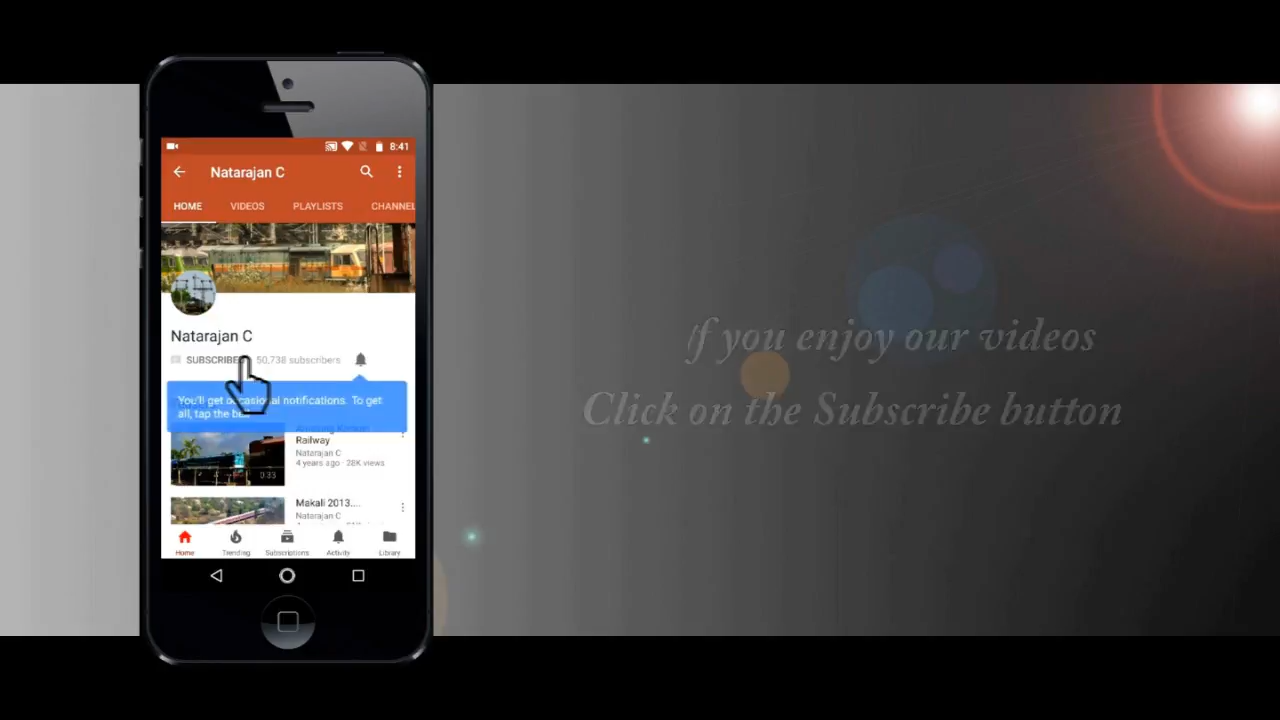 8:41
Natarajan C
HOME VIDEOS PLAYLISTS CHANNEL
Natarajan C
SUBSCRIBED 50,738 subscribers
You'll get occasional notifications. To get
all, tap the bell
Railway
Natarajan C
4 years ago · 28K views
0:33
Makali 2013....
Natarajan C
Home Trending Subscriptions Activity Library
If you enjoy our videos
Click on the Subscribe button